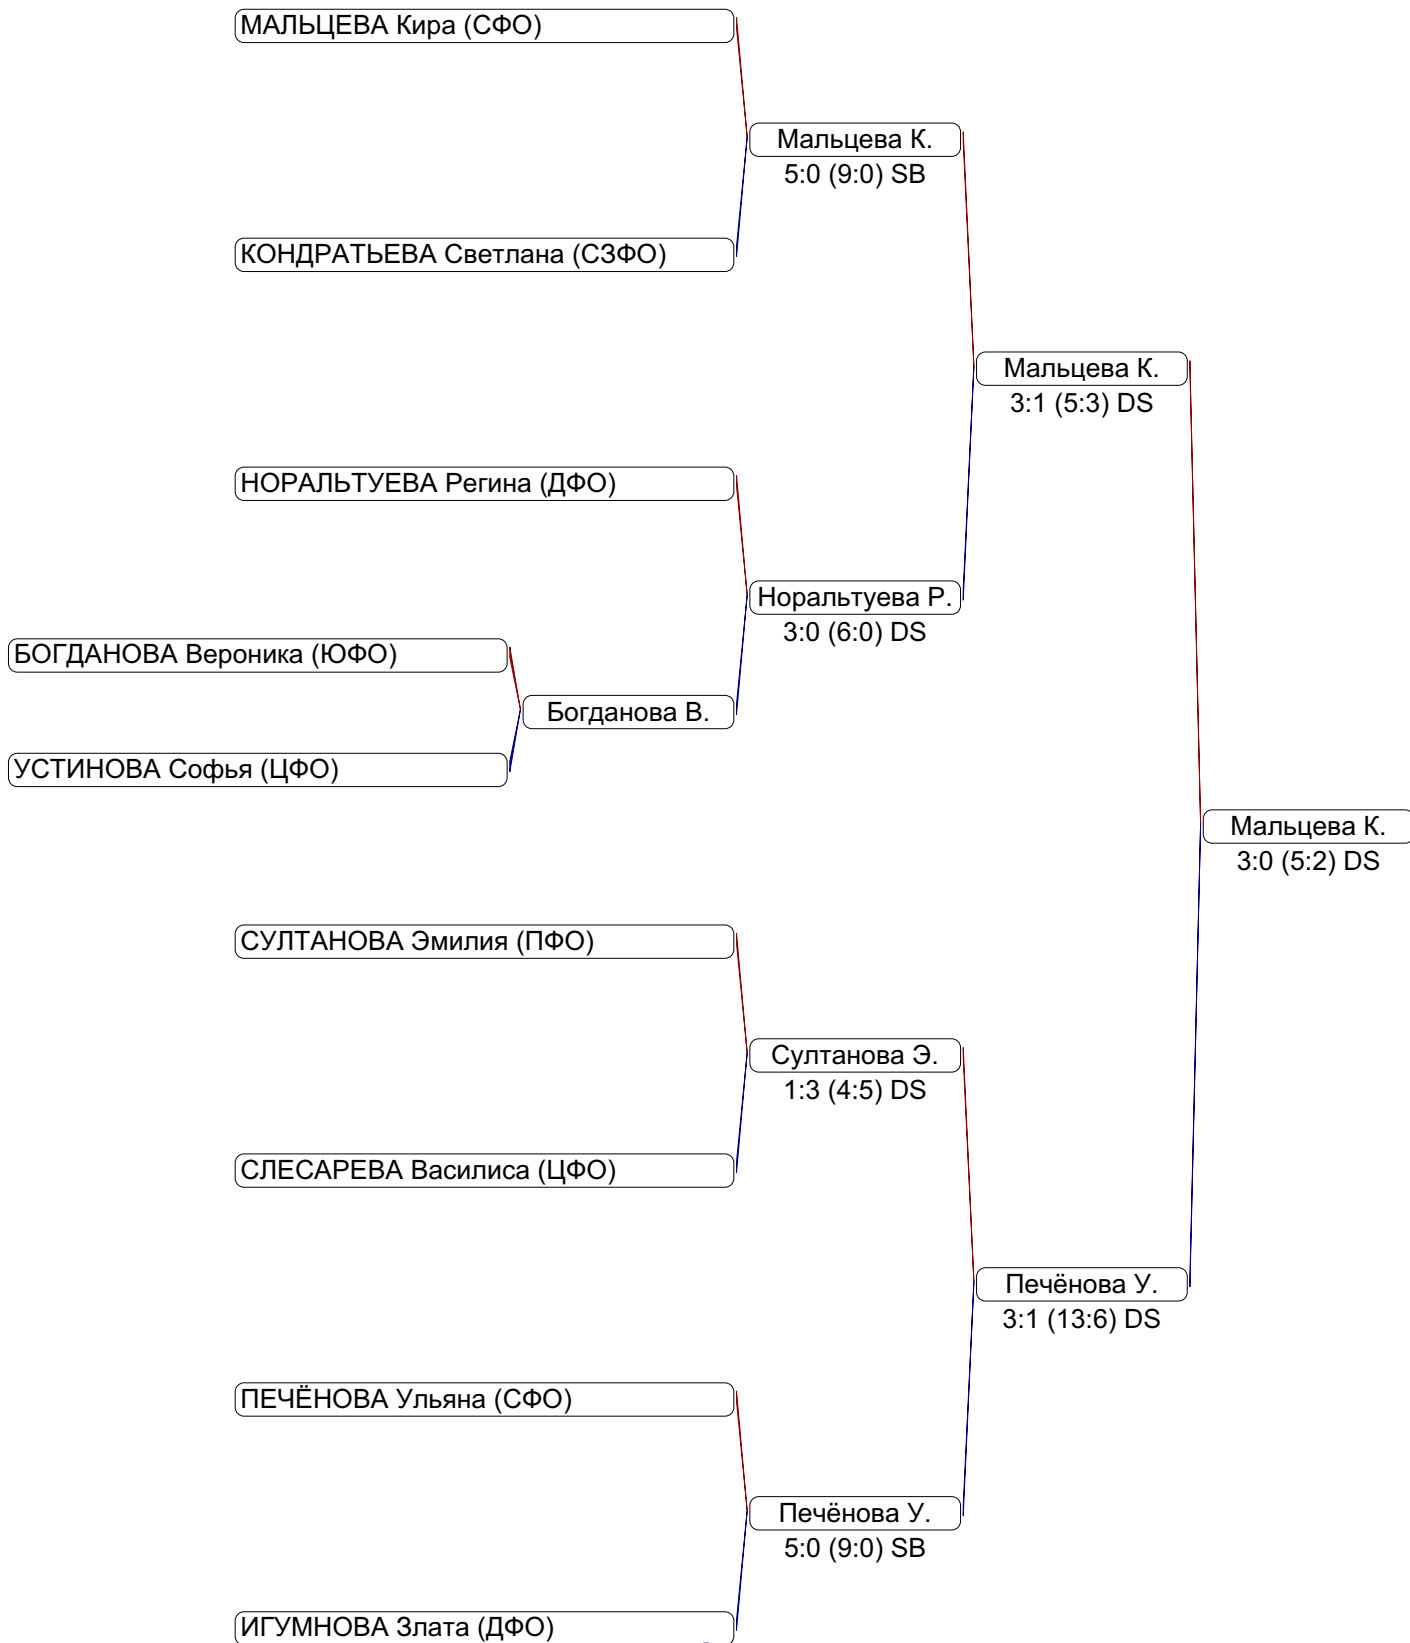 МАЛЬЦЕВА Кира (СФО)
Мальцева К.
5:0 (9:0) SB
КОНДРАТЬЕВА Светлана (СЗФО)
Мальцева К.
3:1 (5:3) DS
НОРАЛЬТУЕВА Регина (ДФО)
Норальтуева Р.
3:0 (6:0) DS
БОГДАНОВА Вероника (ЮФО)
Богданова В.
УСТИНОВА Софья (ЦФО)
Мальцева К.
3:0 (5:2) DS
СУЛТАНОВА Эмилия (ПФО)
Султанова Э.
1:3 (4:5) DS
СЛЕСАРЕВА Василиса (ЦФО)
Печёнова У.
3:1 (13:6) DS
ПЕЧЁНОВА Ульяна (СФО)
Печёнова У.
5:0 (9:0) SB
ИГУМНОВА Злата (ДФО)